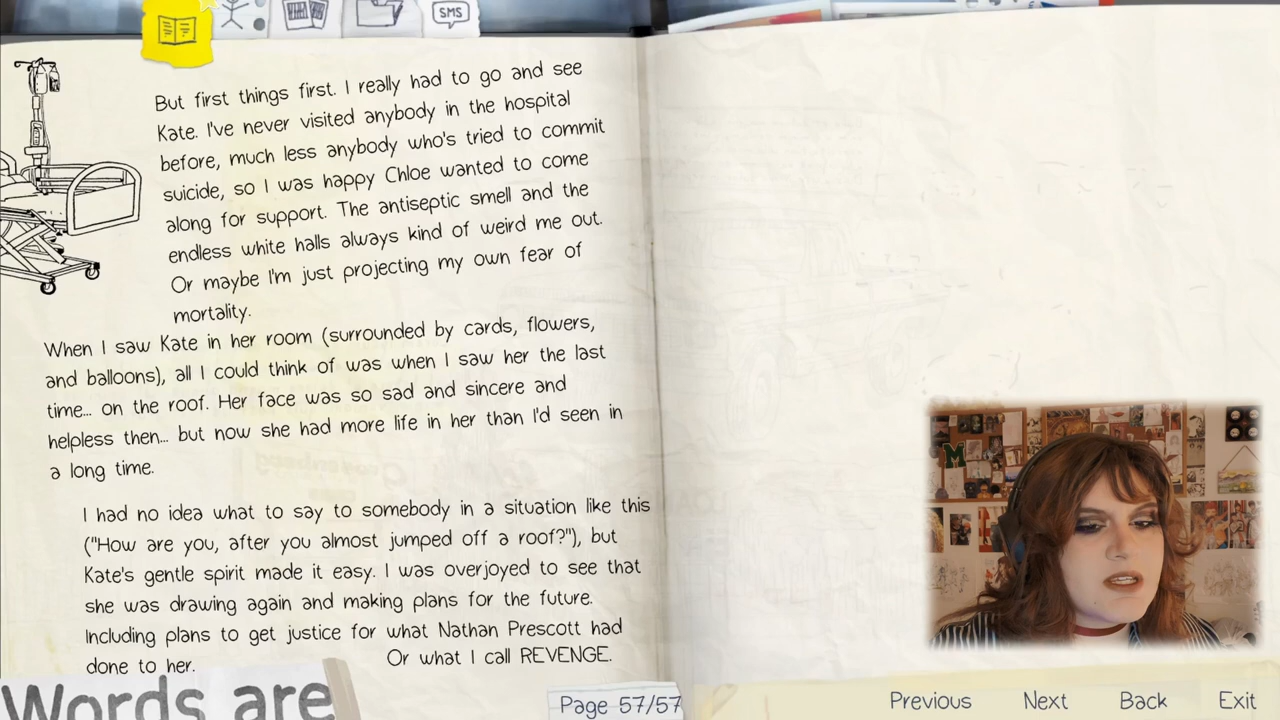 SMS
But first things first. I really had to go and see
Kate. I've never visited anybody in the hospital
before, much less anybody who's tried to commit
suicide, so I was happy Chloe wanted to come
along for support. The antiseptic smell and the
endless white halls always kind of weird me out.
Or maybe I'm just projecting my own fear of
mortality.
When I saw Kate in her room (surrounded by cards, flowers,
and balloons), all I could think of was when I saw her the last
time... on the roof. Her face was so sad and sincere and
helpless then... but now she had more life in her than I'd seen in
a long time.
I had no idea what to say to somebody in a situation like this
("How are you, after you almost jumped off a roof?"), but
Kate's gentle spirit made it easy. I was overjoyed to see that
she was drawing again and making plans for the future.
Including plans to get justice for what Nathan Prescott had
done to her. Or what I call REVENGE.
Words are
Page 57/57
Previous Next Back Exit
M